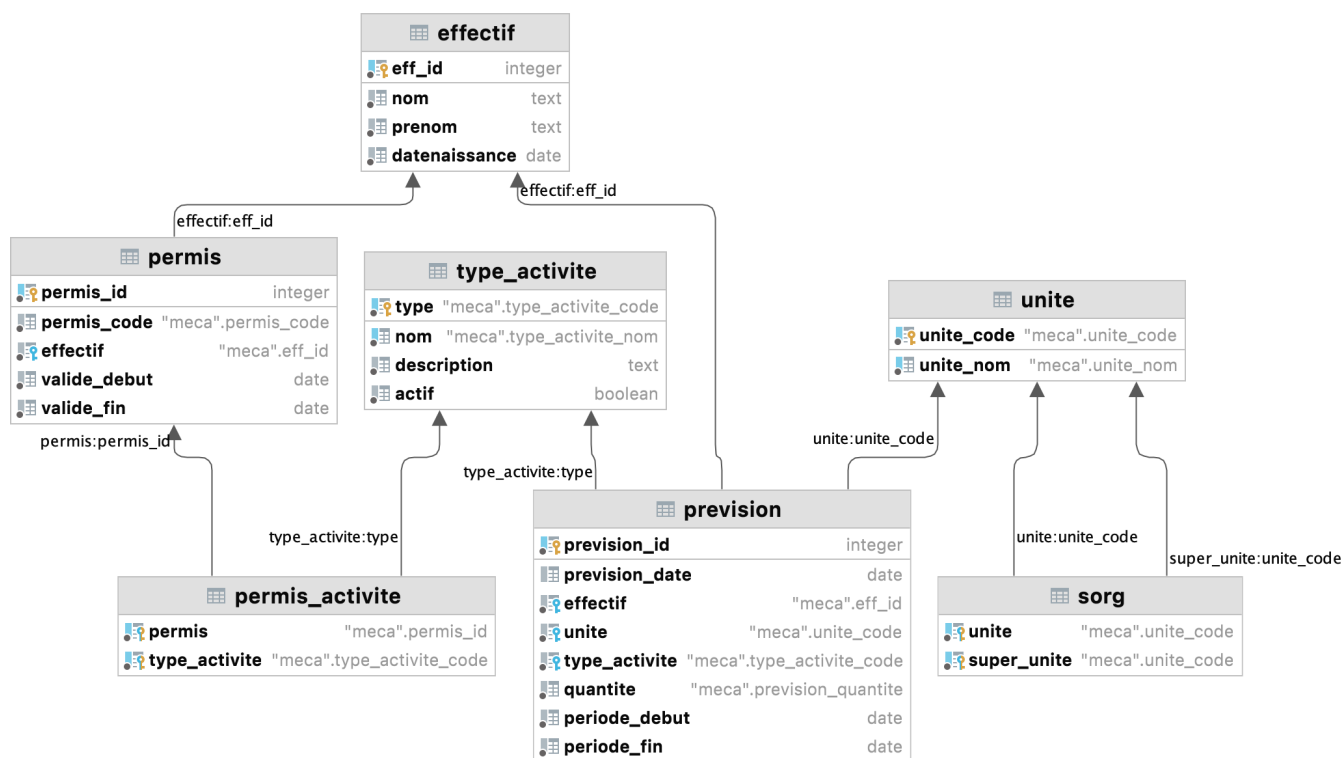 effectif
eff_id integer
nom text
prenom text
datenaissance date
effectif:eff_id
effectif:eff_id
permis
permis_id integer
permis_code "meca".permis_code
effectif "meca".eff_id
valide_debut date
valide_fin date
type_activite
type "meca".type_activite_code
nom "meca".type_activite_nom
description text
actif boolean
unite
unite_code "meca".unite_code
unite_nom "meca".unite_nom
permis:permis_id
type_activite:type
type_activite:type
unite:unite_code
unite:unite_code
super_unite:unite_code
permis_activite
permis "meca".permis_id
type_activite "meca".type_activite_code
prevision
prevision_id integer
prevision_date date
effectif "meca".eff_id
unite "meca".unite_code
type_activite "meca".type_activite_code
quantite "meca".prevision_quantite
periode_debut date
periode_fin date
sorg
unite "meca".unite_code
super_unite "meca".unite_code